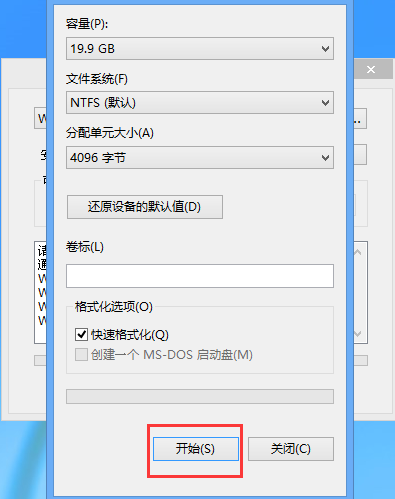 容量(P):
19.9 GB
文件系统(F)
NTFS (默认)
分配单元大小(A)
4096 字节
还原设备的默认值(D)
卷标(L)
格式化选项(O)
快速格式化(Q)
创建一个 MS-DOS 启动盘(M)
开始(S)
关闭(C)